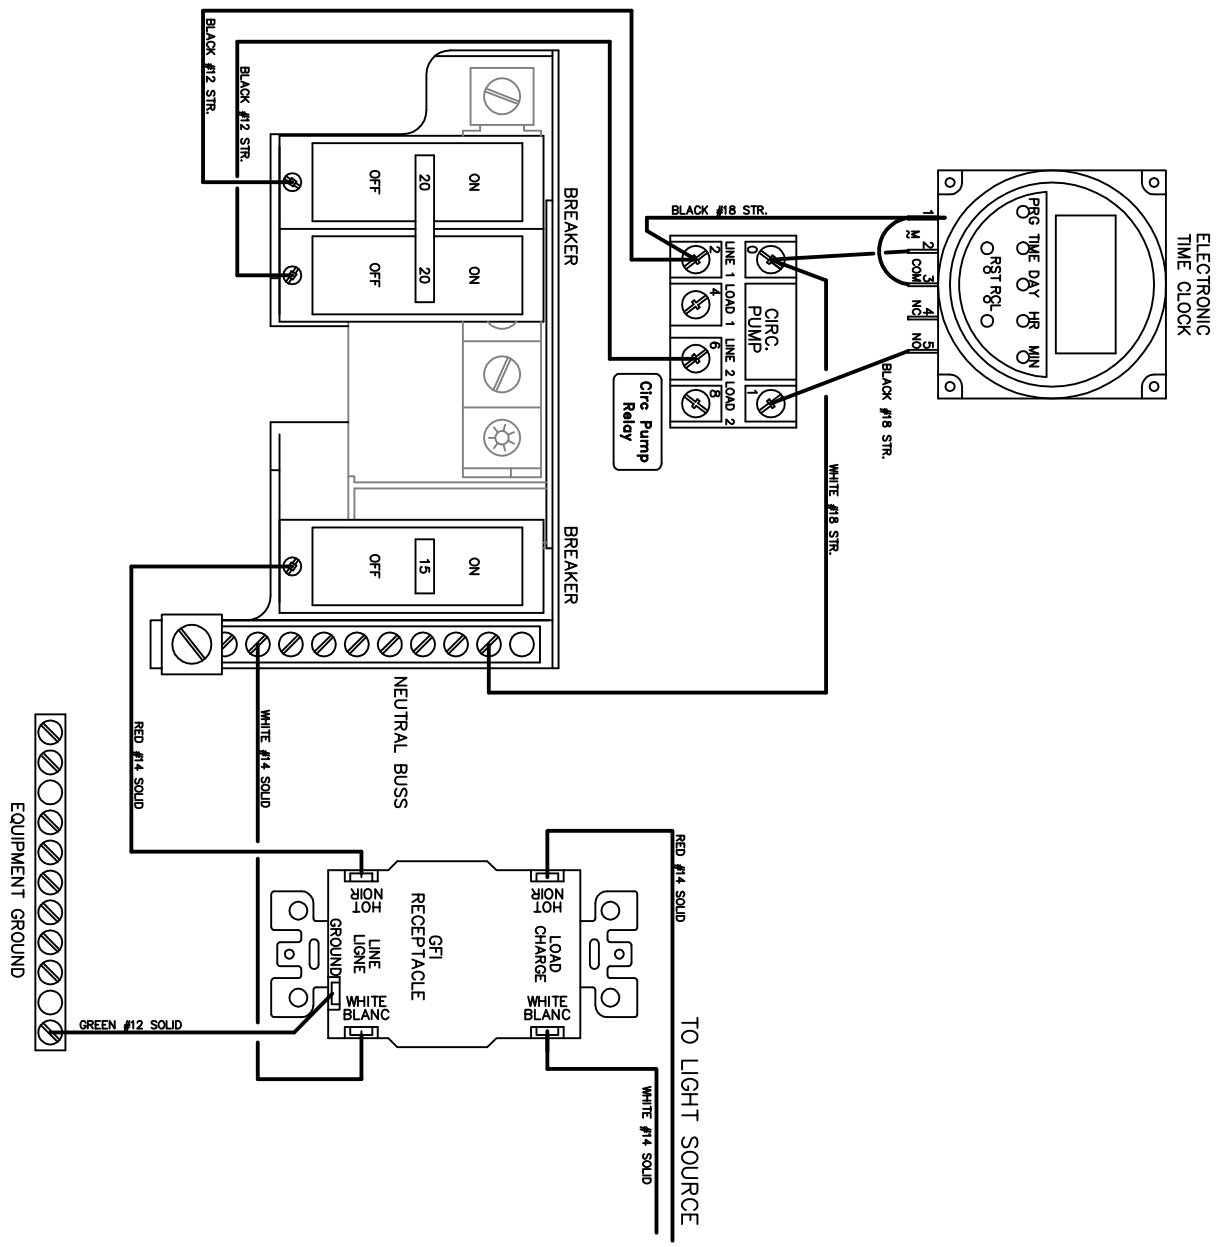 ELECTRONIC
TIME CLOCK
PRG TIME DAY HR MIN
RST RCL
1
2
3
4
5
M
COM
NC
NO
BLACK #18 STR.
BLACK #18 STR.
WHITE #18 STR.
CIRC.
PUMP
0
1
LINE 1 LOAD 1 LINE 2 LOAD 2
2
4
6
8
Circ Pump
Relay
BLACK #12 STR.
BLACK #12 STR.
BREAKER
ON
20
OFF
ON
20
OFF
BREAKER
ON
15
OFF
NEUTRAL BUSS
RED #14 SOLID
WHITE #14 SOLID
GFI
RECEPTACLE
HOT
NOIR
HOT
NOIR
LOAD
CHARGE
LINE
LIGNE
GROUND
WHITE
BLANC
WHITE
BLANC
RED #14 SOLID
WHITE #14 SOLID
TO LIGHT SOURCE
GREEN #12 SOLID
EQUIPMENT GROUND